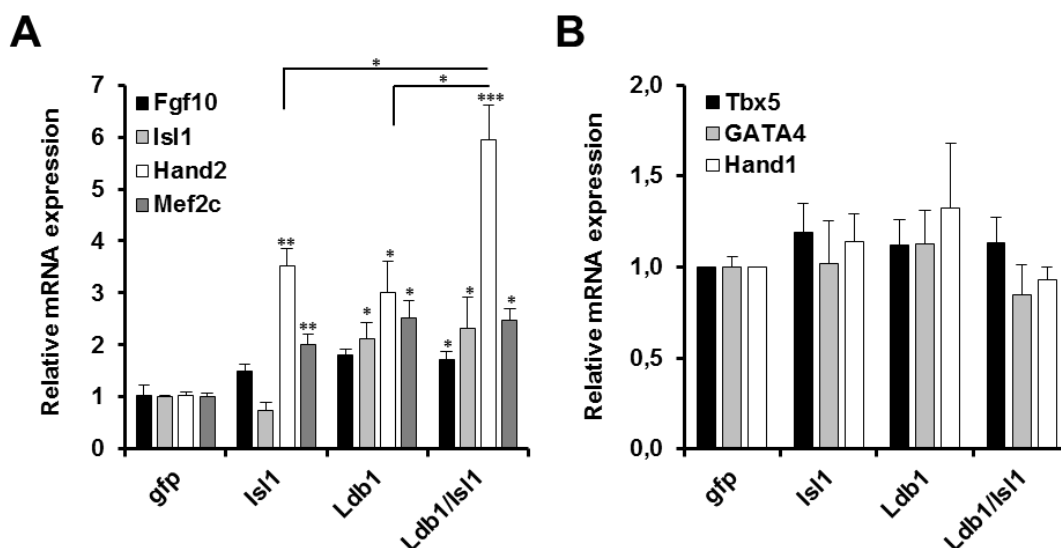 A
Relative mRNA expression
7
6
5
4
3
2
1
0
Fgf10
Isl1
Hand2
Mef2c
*
*
***
**
**
*
*
*
*
*
*
gfp
Isl1
Ldb1
Ldb1/Isl1
B
Relative mRNA expression
2,0
1,5
1,0
0,5
0,0
Tbx5
GATA4
Hand1
gfp
Isl1
Ldb1
Ldb1/Isl1